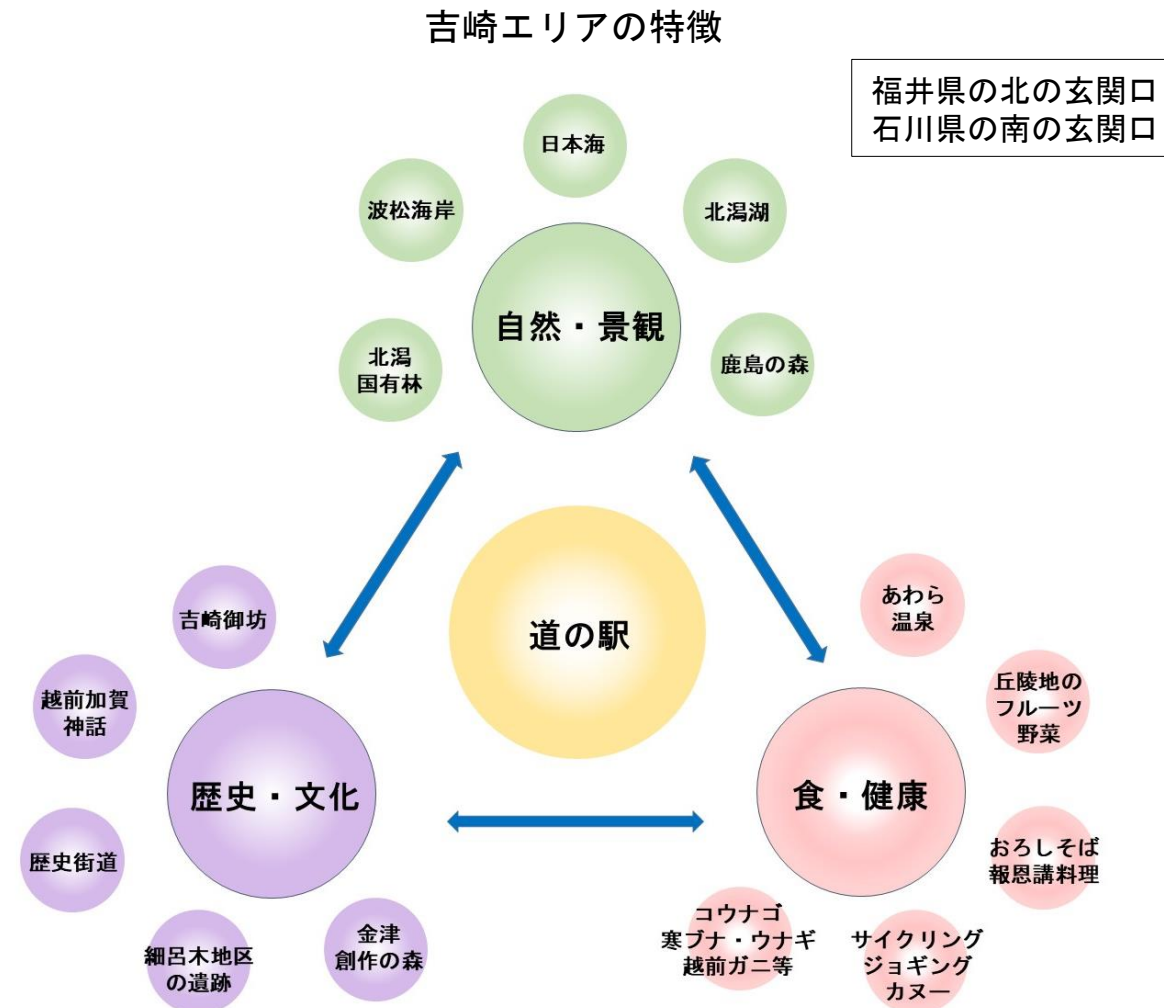 吉崎エリアの特徴
福井県の北の玄関口
石川県の南の玄関口
日本海
波松海岸
北潟湖
自然・景観
北潟
国有林
鹿島の森
道の駅
吉崎御坊
越前加賀
神話
歴史・文化
歴史街道
細呂木地区
の遺跡
金津
創作の森
あわら
温泉
丘陵地の
フルーツ
野菜
食・健康
おろしそば
報恩講料理
コウナゴ
寒ブナ・ウナギ
越前ガニ等
サイクリング
ジョギング
カヌー